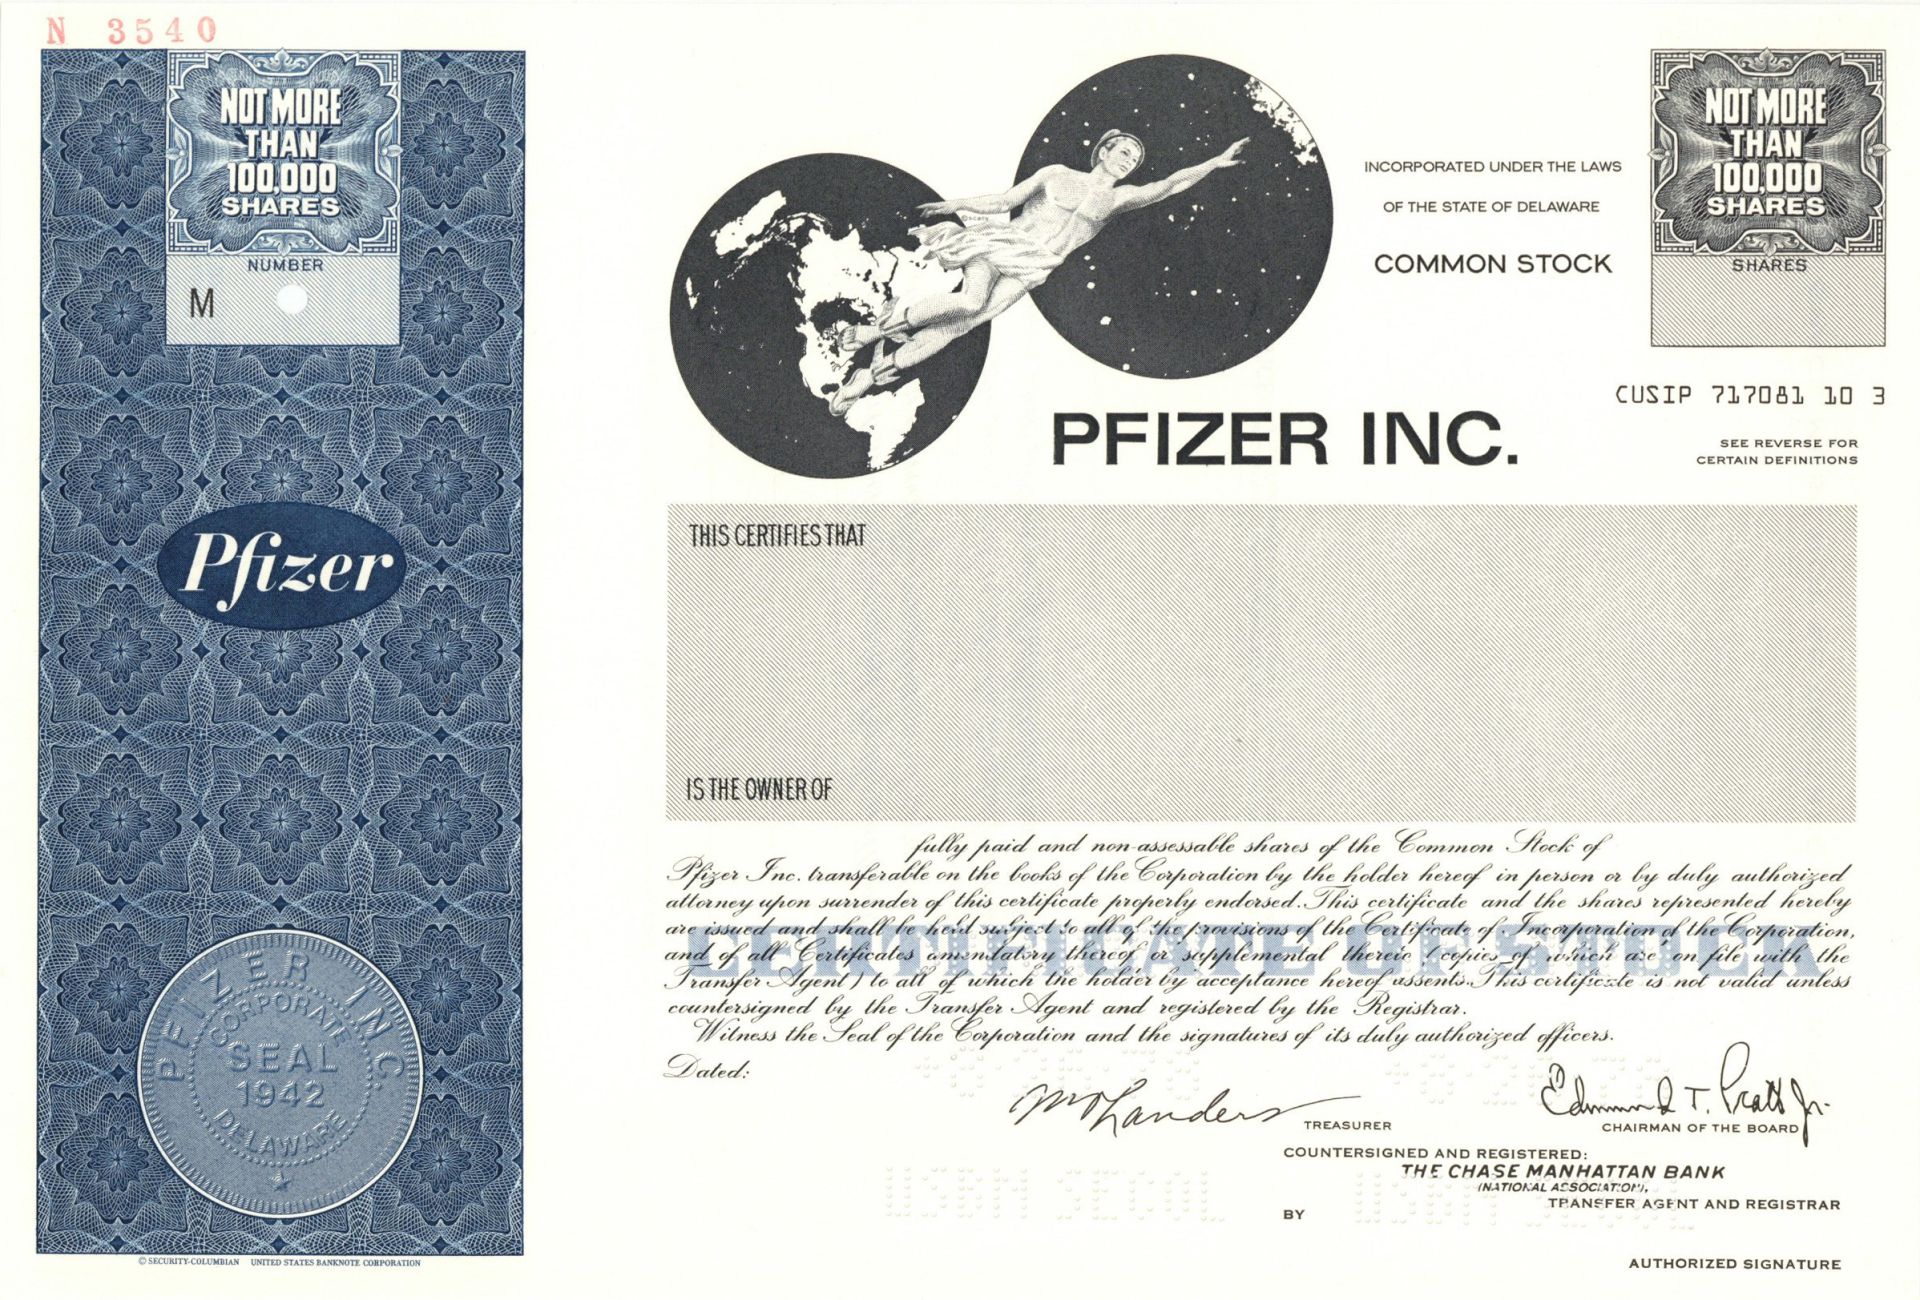 N 3540
NOT MORE
THAN
100,000
SHARES
NUMBER
M
Pfizer
PFIZER INC.
CORPORATE
SEAL
1942
DELAWARE
© SECURITY-COLUMBIAN UNITED STATES BANKNOTE CORPORATION
INCORPORATED UNDER THE LAWS
OF THE STATE OF DELAWARE
COMMON STOCK
NOT MORE
THAN
100,000
SHARES
SHARES
CUSIP 717081 10 3
PFIZER INC.
SEE REVERSE FOR
CERTAIN DEFINITIONS
THIS CERTIFIES THAT
IS THE OWNER OF
fully paid and non-assessable shares of the Common Stock of
Pfizer Inc. transferable on the books of the Corporation by the holder hereof in person or by duly authorized
attorney upon surrender of this certificate properly endorsed. This certificate and the shares represented hereby
are issued and shall be held subject to all of the provisions of the Certificate of Incorporation of the Corporation,
and of all Certificates amendatory thereof or supplemental thereto (copies of which are on file with the
Transfer Agent) to all of which the holder by acceptance hereof assents. This certificate is not valid unless
countersigned by the Transfer Agent and registered by the Registrar.
Witness the Seal of the Corporation and the signatures of its duly authorized officers.
CERTIFICATE OF STOCK
Dated:
Landers
TREASURER
Edmund T. Pratt Jr.
CHAIRMAN OF THE BOARD
COUNTERSIGNED AND REGISTERED:
THE CHASE MANHATTAN BANK
(NATIONAL ASSOCIATION),
TRANSFER AGENT AND REGISTRAR
BY
AUTHORIZED SIGNATURE